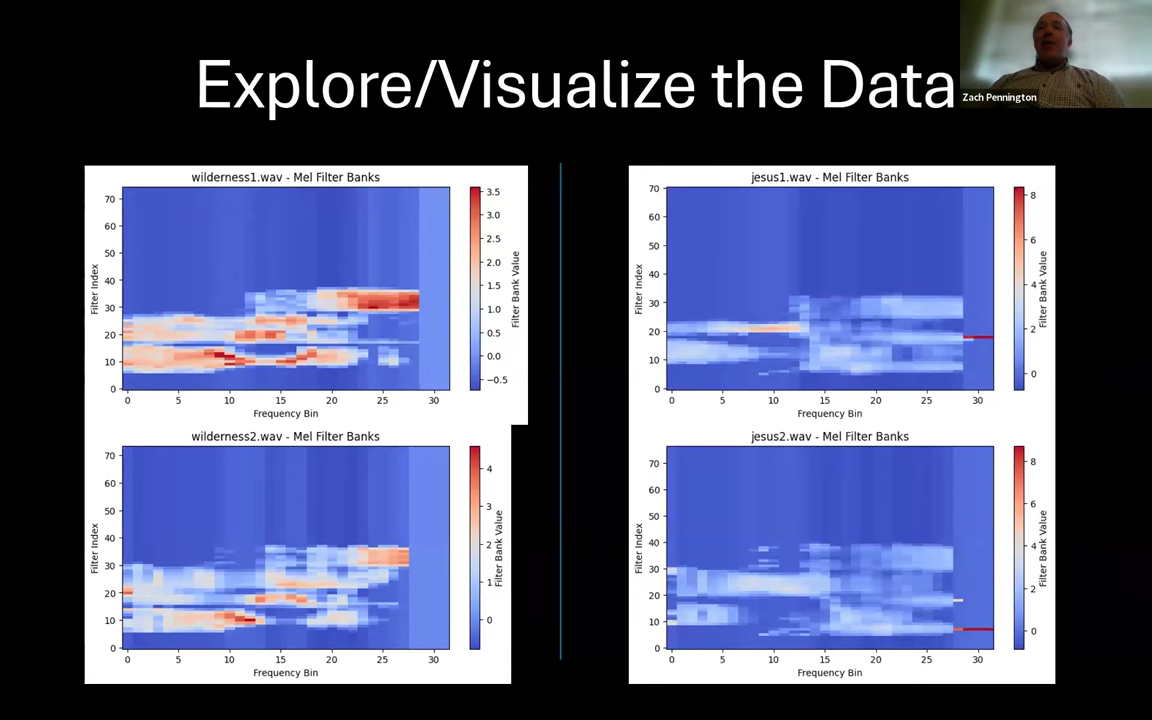 Explore/Visualize the Data
Zach Pennington
wilderness1.wav - Mel Filter Banks
70
60
50
40
30
20
10
0
Filter Index
0 5 10 15 20 25 30
Frequency Bin
3.5
3.0
2.5
2.0
1.5
1.0
0.5
0.0
−0.5
Filter Bank Value
jesus1.wav - Mel Filter Banks
70
60
50
40
30
20
10
0
Filter Index
0 5 10 15 20 25 30
Frequency Bin
8
6
4
2
0
Filter Bank Value
wilderness2.wav - Mel Filter Banks
70
60
50
40
30
20
10
0
Filter Index
0 5 10 15 20 25 30
Frequency Bin
4
3
2
1
0
Filter Bank Value
jesus2.wav - Mel Filter Banks
70
60
50
40
30
20
10
0
Filter Index
0 5 10 15 20 25 30
Frequency Bin
8
6
4
2
0
Filter Bank Value